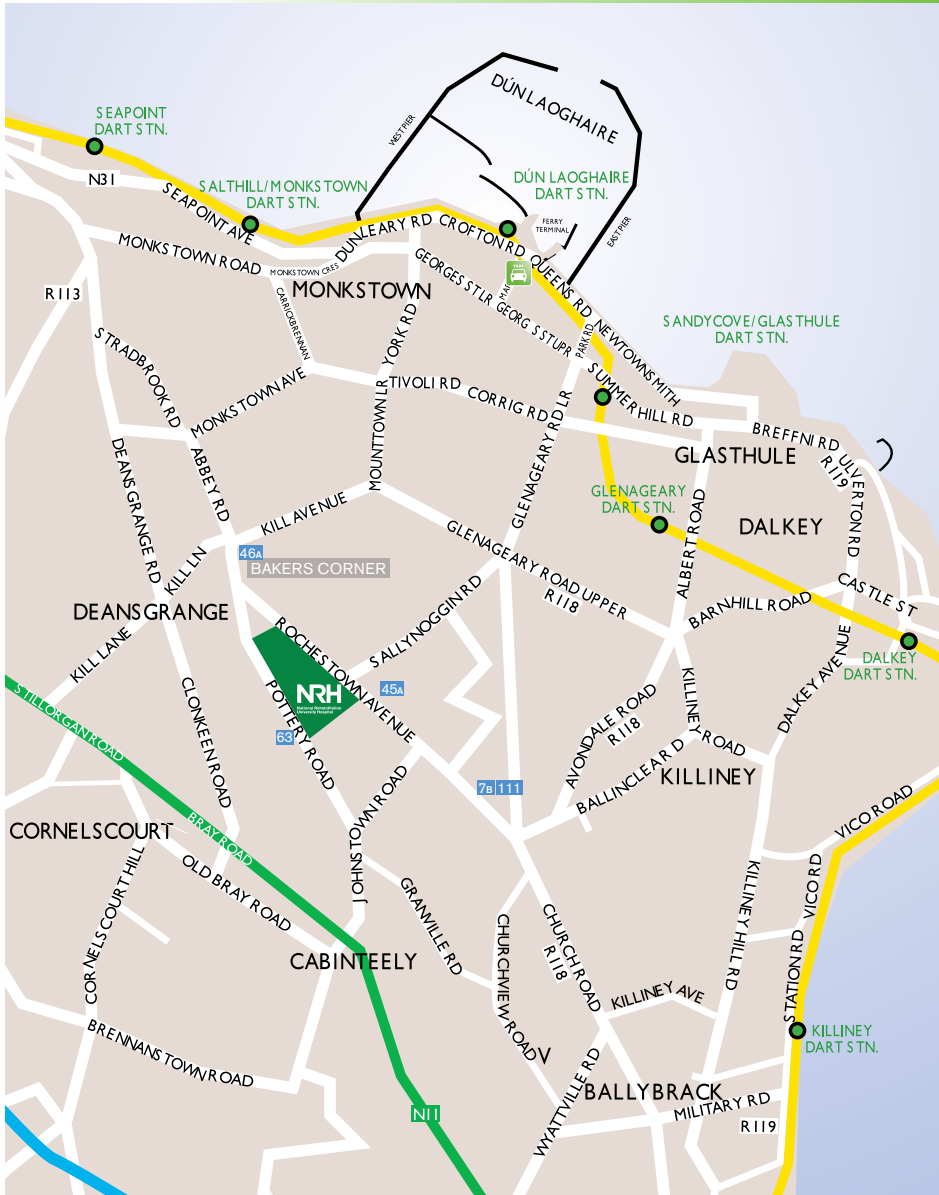 DÚN LAOGHAIRE
SEAPOINT
DART STN.
WEST PIER
N31
SALTHILL/MONKSTOWN
DART STN.
DÚN LAOGHAIRE
DART STN.
SEAPOINT AVE
DUNLEARY RD
CROFTON RD
FERRY
TERMINAL
EAST PIER
MONKSTOWN ROAD
MONKSTOWN CRES
GEORGES ST LR
GEORG S ST UPR
TAXI
QUEENS RD
NEWTOWNSMITH
R113
CARRICKBRENNAN
MONKSTOWN
YORK RD
PARK RD
SANDYCOVE/GLASTHULE
DART STN.
STRADBROOK RD
MONKSTOWN AVE
TIVOLI RD
CORRIG RD
SUMMERHILL RD
BREFFNI RD
R119
ULVERTON RD
MOUNTTOWN LR
GLENAGEARY RD LR
GLASTHULE
DEANS GRANGE RD
ABBEY RD
KILL AVENUE
GLENAGEARY
DART STN.
ALBERT ROAD
DALKEY
KILL LN
46A
BAKERS CORNER
GLENAGEARY ROAD UPPER
R118
BARNHILL ROAD
CASTLE ST
DEANSGRANGE
KILL LANE
ROCHESTOWN AVENUE
SALLYNOGGIN RD
DALKEY
DART STN.
DALKEY AVENUE
NRH
National Rehabilitation
University Hospital
45A
KILLINEY ROAD
STILLORGAN ROAD
CLONKEEN ROAD
POTTERY ROAD
63
AVONDALE ROAD
R118
BALLINCLEA RD
KILLINEY
7B 111
CORNELSCOURT
BRAY ROAD
JOHNSTOWN ROAD
VICO ROAD
OLD BRAY ROAD
CORNELSCOURT HILL
GRANVILLE RD
CHURCHVIEW ROAD
V
CHURCH ROAD
R118
KILLINEY HILL RD
VICO RD
STATION RD
CABINTEELY
KILLINEY AVE
KILLINEY
DART STN.
BRENNANSTOWN ROAD
WYATTVILLE RD
BALLYBRACK
MILITARY RD
R119
N11